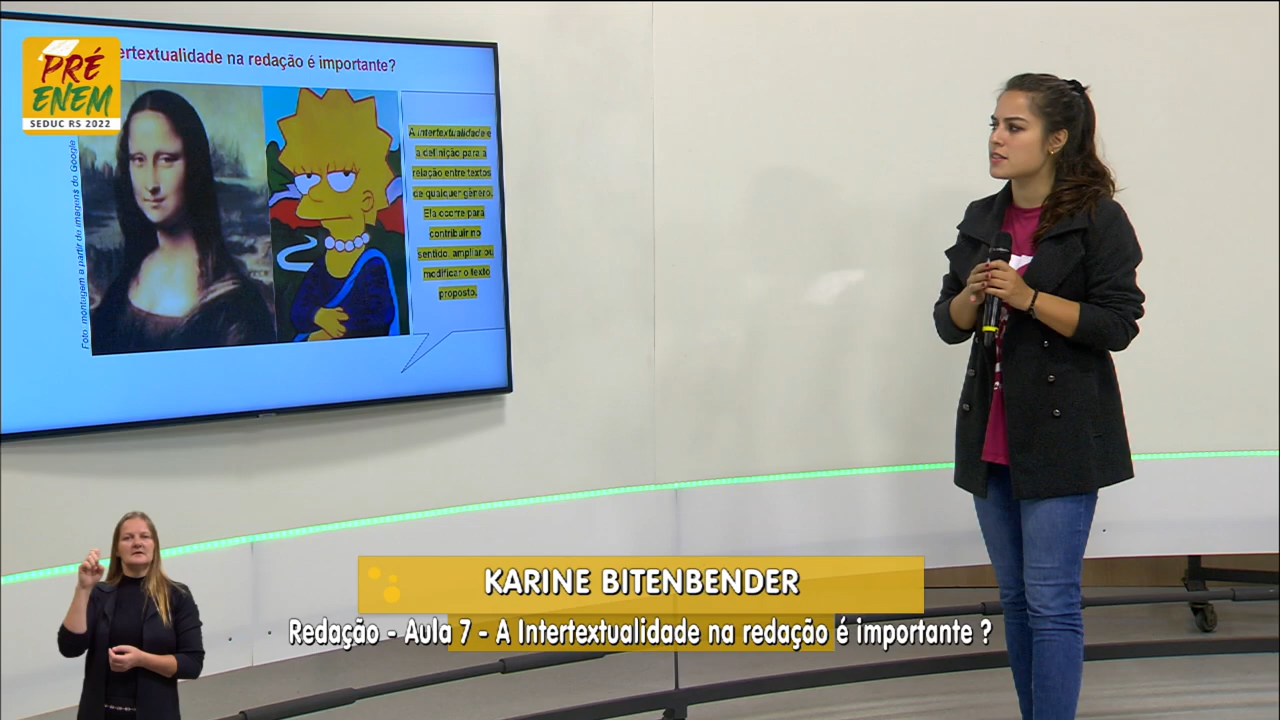 PRÉ
ENEM
SEDUC RS 2022
ertextualidade na redação é importante?
Foto: montagem a partir de imagens do Google
A intertextualidade é
a definição para a
relação entre textos
de qualquer gênero.
Ela ocorre para
contribuir no
sentido, ampliar ou
modificar o texto
proposto.
KARINE BITENBENDER
Redação - Aula 7 - A Intertextualidade na redação é importante ?